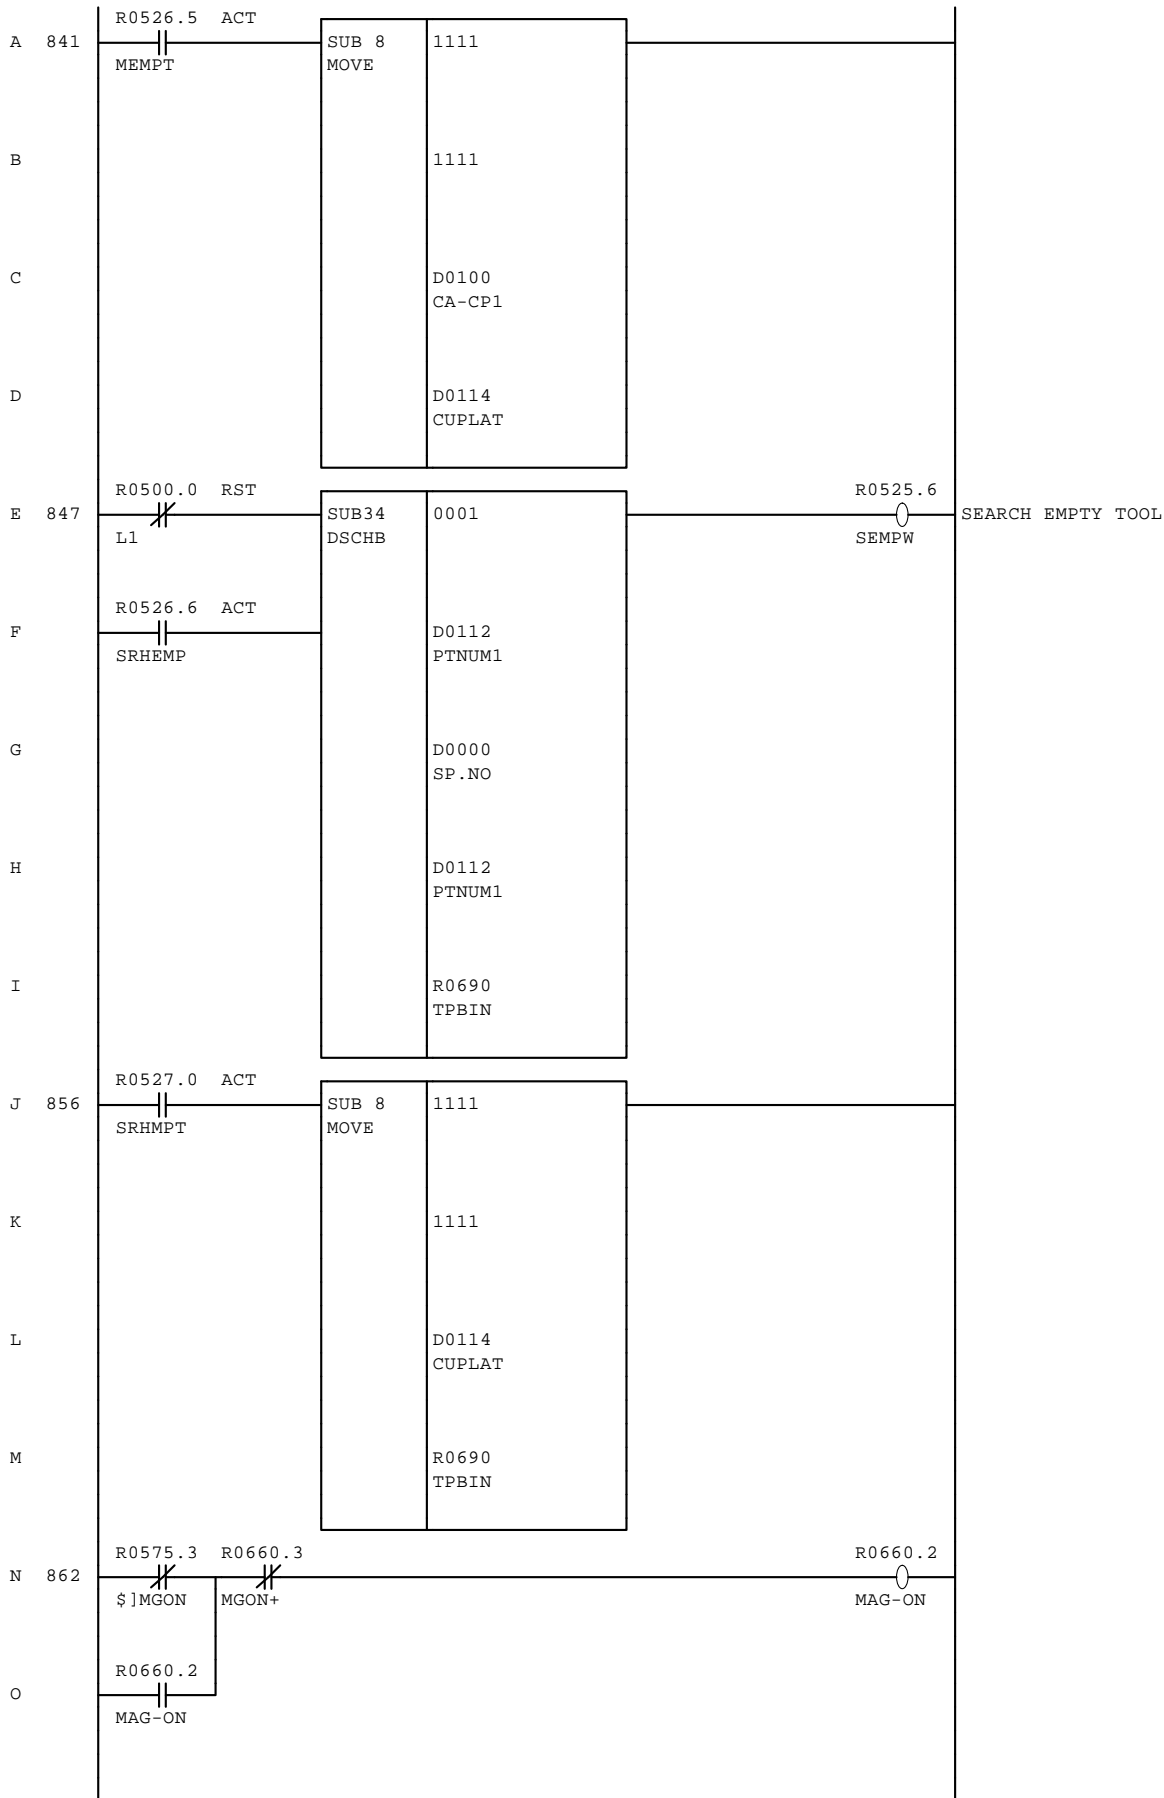 R0526.5 ACT
A 841 SUB 8 1111
MEMPT MOVE
B 1111
C D0100
CA-CP1
D D0114
CUPLAT
R0500.0 RST R0525.6
E 847 SUB34 0001 SEARCH EMPTY TOOL
L1 DSCHB SEMPW
R0526.6 ACT
F D0112
SRHEMP PTNUM1
G D0000
SP.NO
H D0112
PTNUM1
I R0690
TPBIN
R0527.0 ACT
J 856 SUB 8 1111
SRHMPT MOVE
K 1111
L D0114
CUPLAT
M R0690
TPBIN
R0575.3 R0660.3 R0660.2
N 862
$]MGON MGON+ MAG-ON
R0660.2
O
MAG-ON